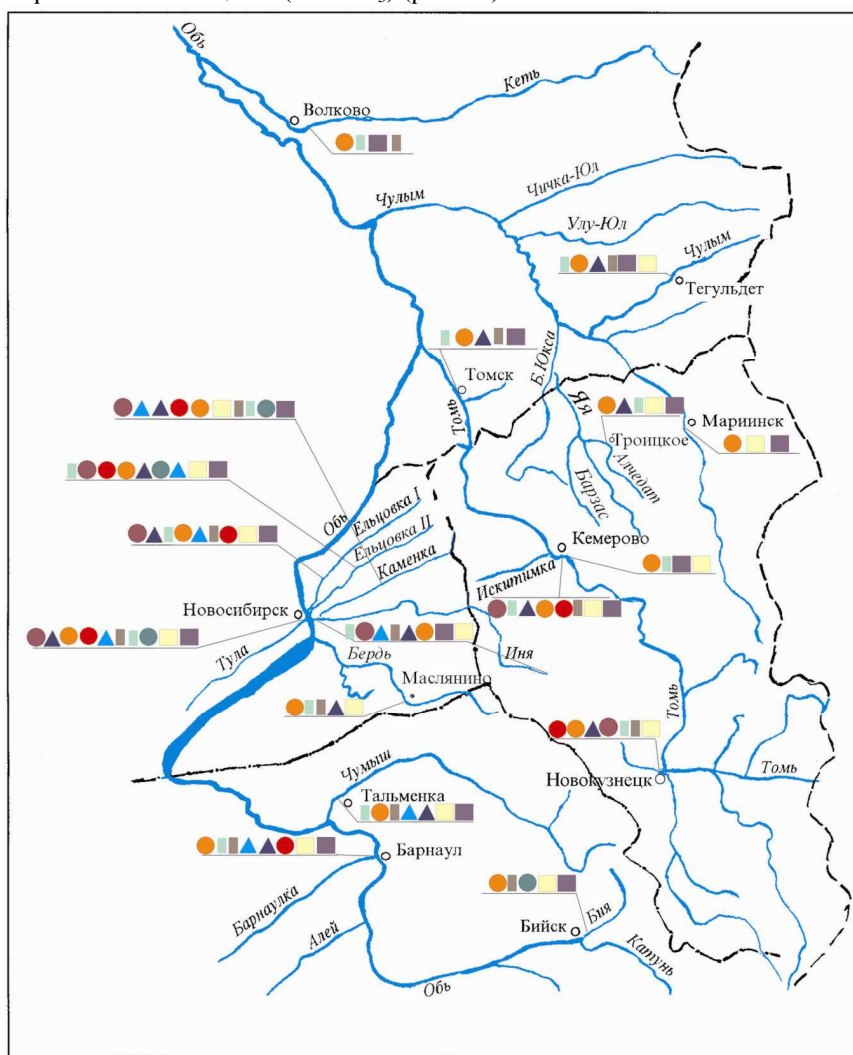 Обь
Кеть
Волково
Чулым
Чичка-Юл
Улу-Юл
Чулым
Тегульдет
Б.Юкса
Томск
Томь
Яя
Мариинск
Троицкое
Алчедат
Барзас
Обь
Ельцовка I
Ельцовка II
Каменка
Кемерово
Искитимка
Новосибирск
Тула
Бердь
Иня
Маслянино
Томь
Новокузнецк
Томь
Чумыш
Тальменка
Барнаул
Барнаулка
Алей
Бийск
Бия
Катунь
Обь